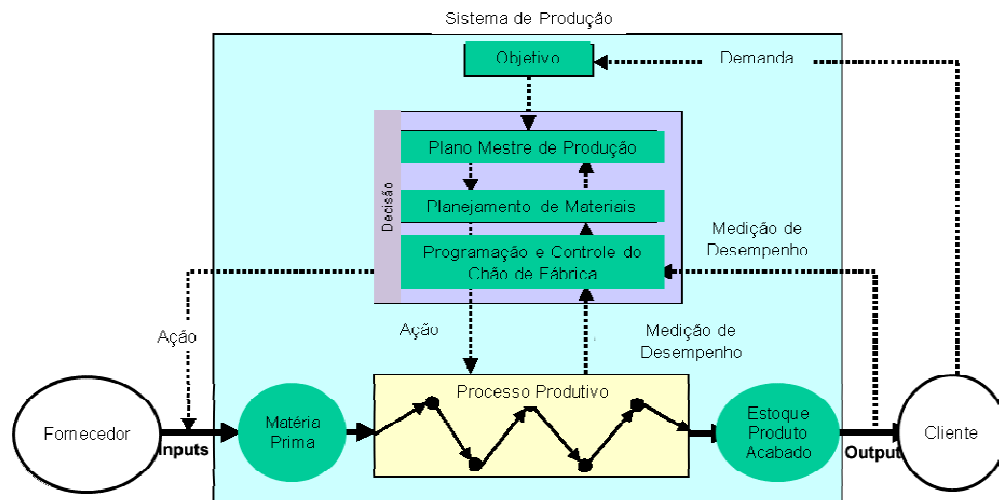 Sistema de Produção
Objetivo
Demanda
Decisão
Plano Mestre de Produção
Planejamento de Materiais
Programação e Controle do
Chão de Fábrica
Medição de
Desempenho
Ação
Ação
Medição de
Desempenho
Fornecedor
Inputs
Matéria
Prima
Processo Produtivo
Estoque
Produto
Acabado
Output
Cliente